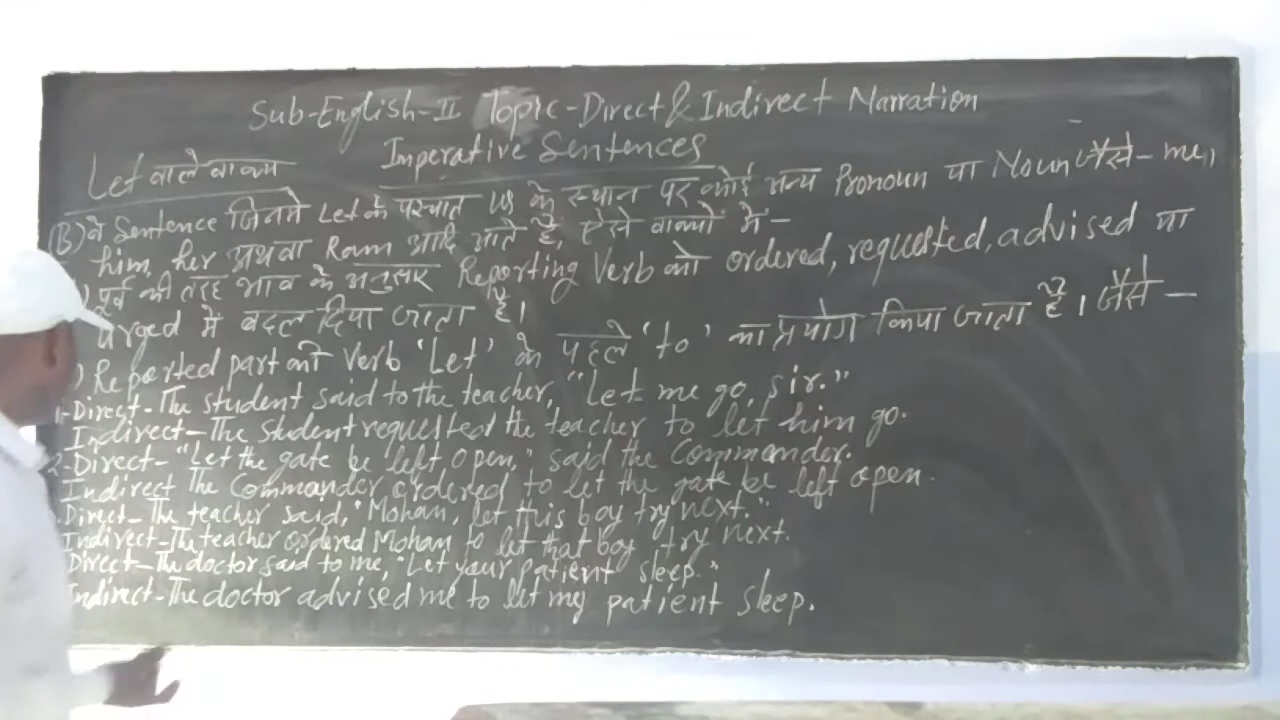 Sub-English-II Topic-Direct & Indirect Narration
Imperative Sentences
Let वाले वाक्य
(B) वे Sentence जिनमे Let के पश्चात us के स्थान पर कोई अन्य Pronoun या Noun जैसे- me,
him, her अथवा Ram आदि आते है, ऐसे वाक्यो में-
) पूर्व की तरह भाव के अनुसार Reporting Verb को ordered, requested, advised या
urged में बदल दिया जाता है।
) Reported part की Verb 'Let' के पहले 'to' का प्रयोग किया जाता है। जैसे-
1-Direct-The student said to the teacher, "Let me go, sir."
Indirect-The student requested the teacher to let him go.
2-Direct-"Let the gate be left open," said the Commander.
Indirect The Commander ordered to let the gate be left open.
Direct-The teacher said, "Mohan, let this boy try next."
Indirect-The teacher ordered Mohan to let that boy try next.
Direct-The doctor said to me, "Let your patient sleep."
Indirect-The doctor advised me to let my patient sleep.